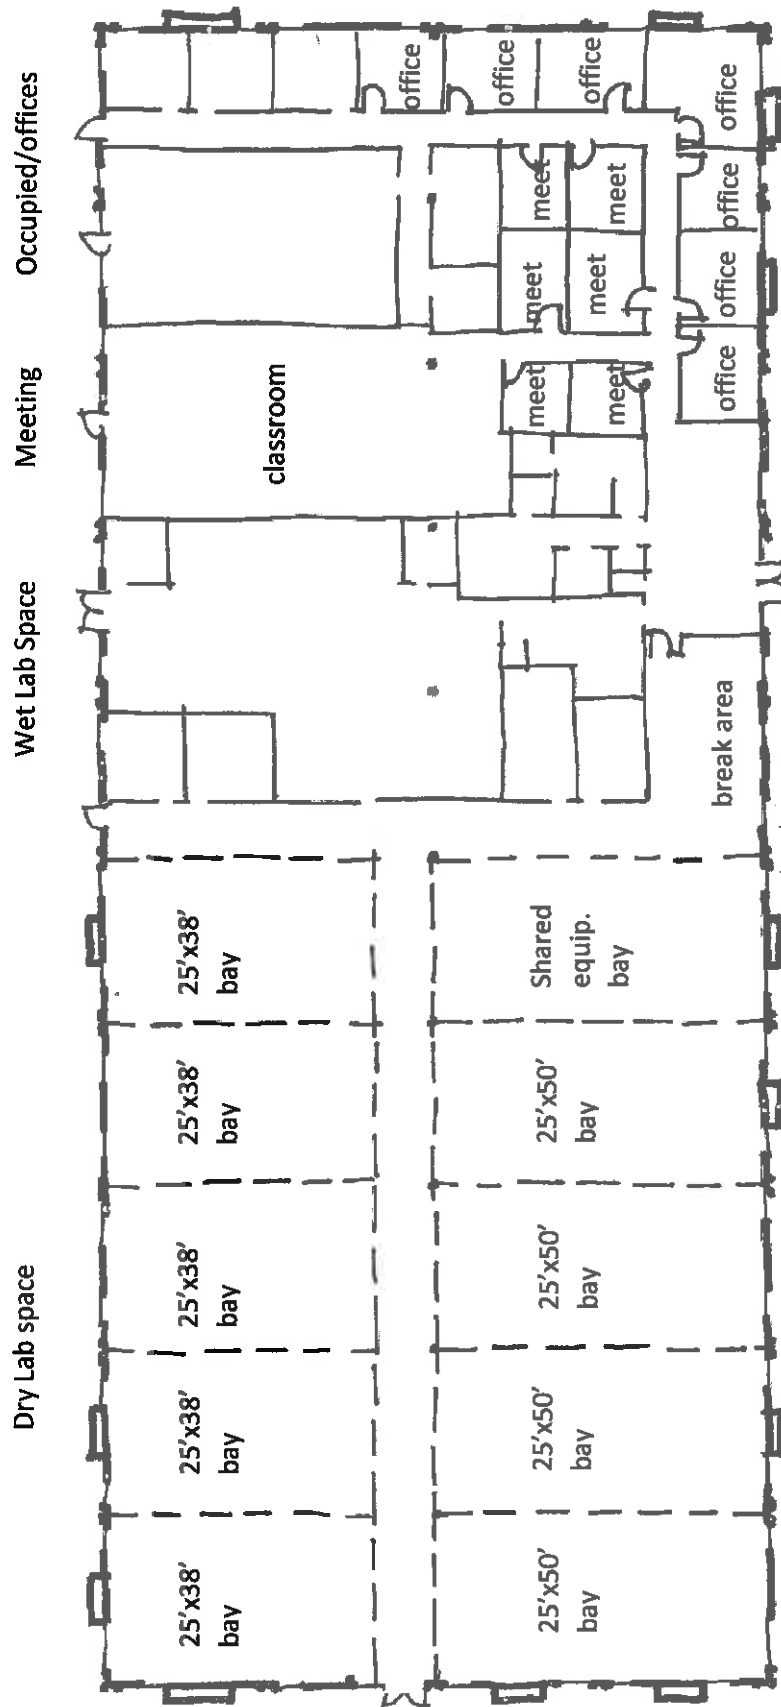 Dry Lab space
Wet Lab Space
Meeting
Occupied/offices
25'x38'
bay
25'x38'
bay
25'x38'
bay
25'x38'
bay
25'x38'
bay
classroom
office
office
office
office
meet
meet
meet
meet
meet
meet
25'x50'
bay
25'x50'
bay
25'x50'
bay
25'x50'
bay
Shared
equip.
bay
break area
office
office
office